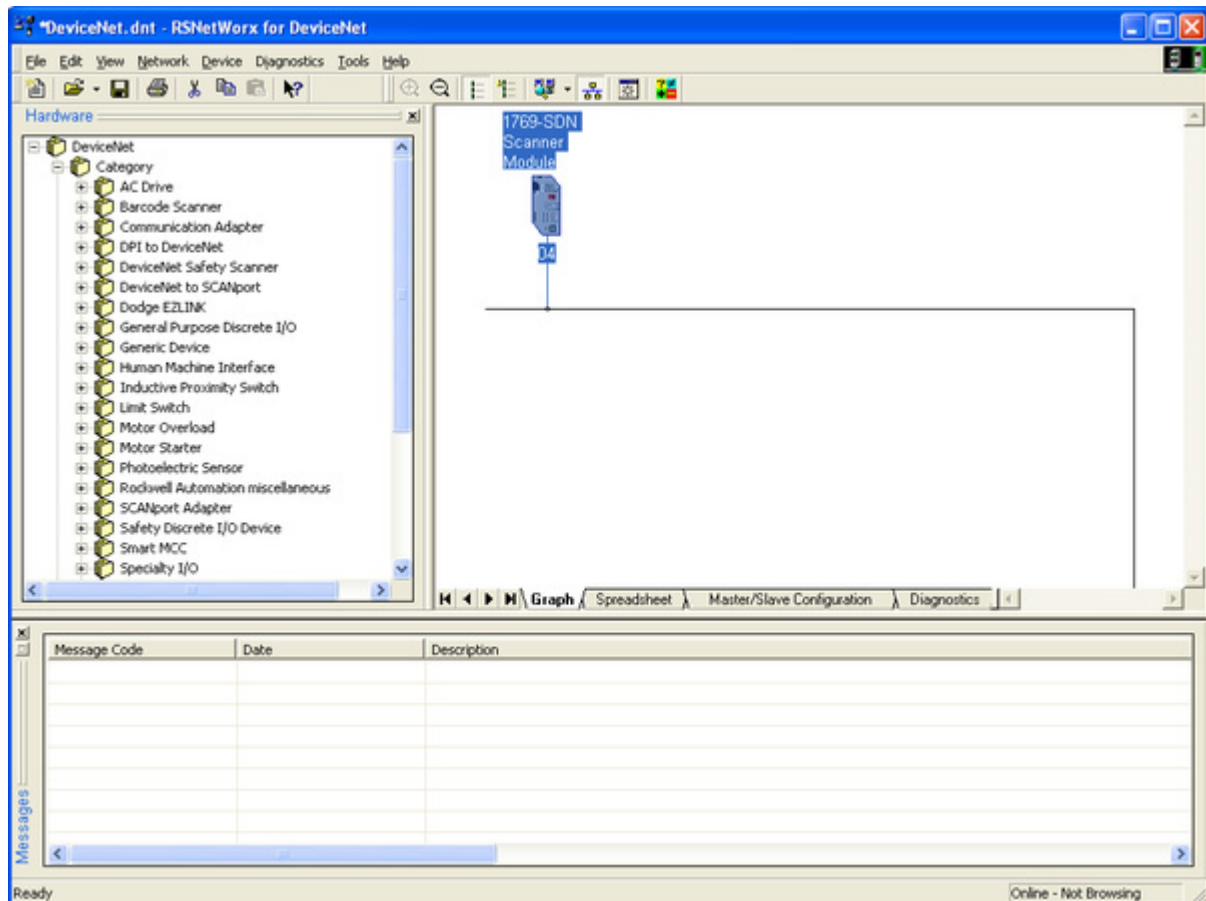 *DeviceNet.dnt - RSNetWorx for DeviceNet
File Edit View Network Device Diagnostics Tools Help
Hardware
DeviceNet
Category
AC Drive
Barcode Scanner
Communication Adapter
DPI to DeviceNet
DeviceNet Safety Scanner
DeviceNet to SCANport
Dodge EZLINK
General Purpose Discrete I/O
Generic Device
Human Machine Interface
Inductive Proximity Switch
Limit Switch
Motor Overload
Motor Starter
Photoelectric Sensor
Rockwell Automation miscellaneous
SCANport Adapter
Safety Discrete I/O Device
Smart MCC
Specialty I/O
1769-SDN
Scanner
Module
04
Graph Spreadsheet Master/Slave Configuration Diagnostics
Messages
Message Code Date Description
Ready Online - Not Browsing